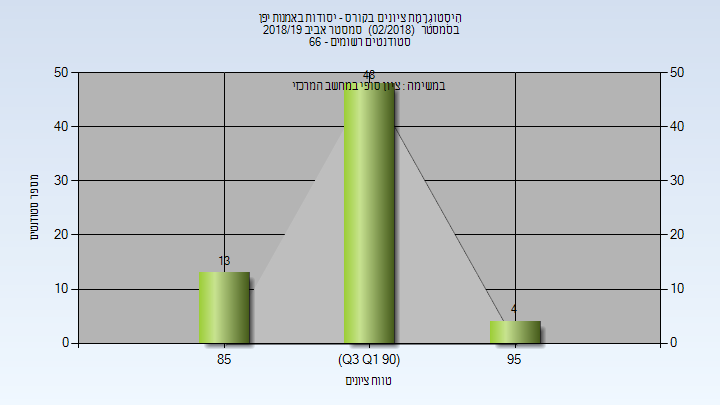 היסטוגרמת ציונים בקורס - יסודות באמנות יפן
בסמסטר (02/2018) סמסטר אביב 2018/19
סטודנטים רשומים - 66
במשימה : ציון סופי במחשב המרכזי
מספר סטודנטים
50
40
30
20
10
0
50
40
30
20
10
0
13
48
4
85
(Q3 Q1 90)
95
טווח ציונים